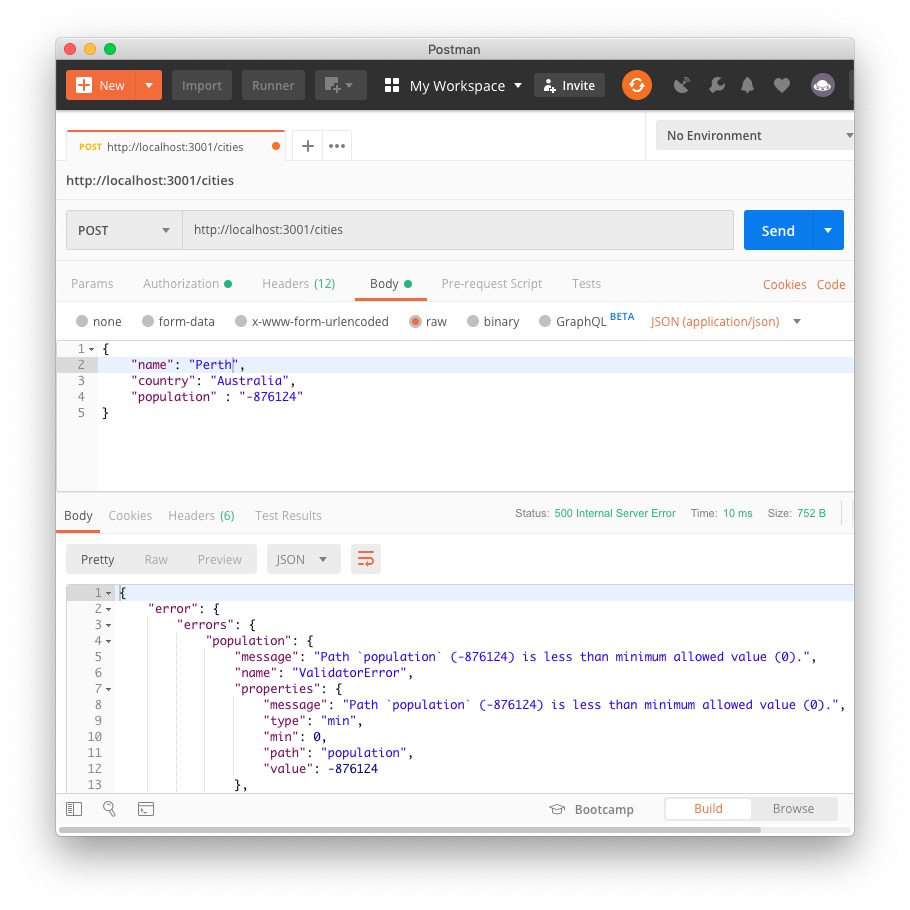 Postman
New Import Runner My Workspace Invite
POST http://localhost:3001/cities + ••• No Environment
http://localhost:3001/cities
POST http://localhost:3001/cities Send
Params Authorization Headers (12) Body Pre-request Script Tests Cookies Code
none form-data x-www-form-urlencoded raw binary GraphQL BETA JSON (application/json)
1 {
2 "name": "Perth",
3 "country": "Australia",
4 "population" : "-876124"
5 }
Body Cookies Headers (6) Test Results Status: 500 Internal Server Error Time: 10 ms Size: 752 B
Pretty Raw Preview JSON
1 {
2 "error": {
3 "errors": {
4 "population": {
5 "message": "Path `population` (-876124) is less than minimum allowed value (0).",
6 "name": "ValidatorError",
7 "properties": {
8 "message": "Path `population` (-876124) is less than minimum allowed value (0).",
9 "type": "min",
10 "min": 0,
11 "path": "population",
12 "value": -876124
13 },
Bootcamp Build Browse